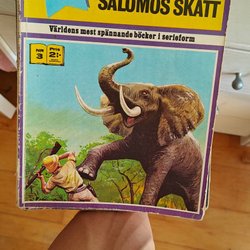 SALOMOS SKATT
Världens mest spännande böcker i serieform
NR Pris
3 2:-